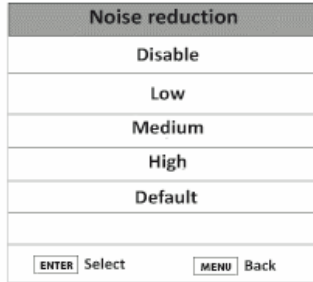 Noise reduction
Disable
Low
Medium
High
Default
ENTER Select MENU Back